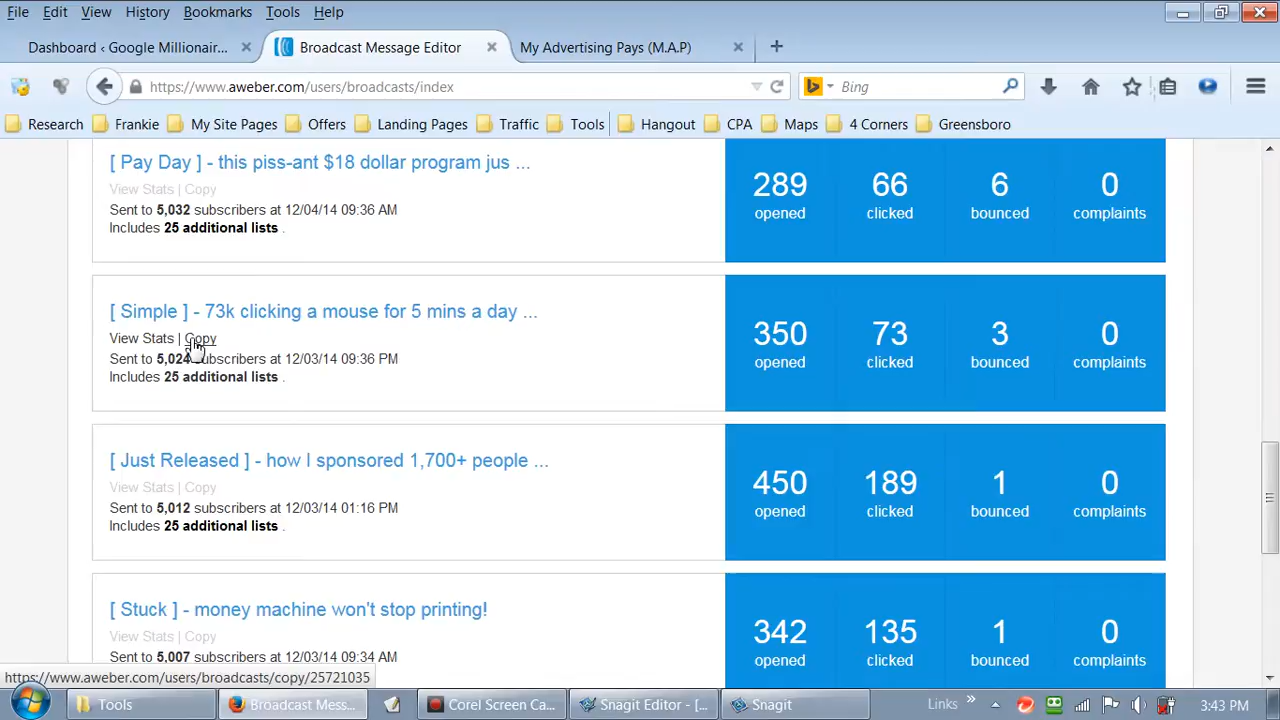 File Edit View History Bookmarks Tools Help
Dashboard ‹ Google Millionair... × Broadcast Message Editor × My Advertising Pays (M.A.P) × +
https://www.aweber.com/users/broadcasts/index Bing
Research Frankie My Site Pages Offers Landing Pages Traffic Tools Hangout CPA Maps 4 Corners Greensboro
[ Pay Day ] - this piss-ant $18 dollar program jus ...
View Stats | Copy
Sent to 5,032 subscribers at 12/04/14 09:36 AM
Includes 25 additional lists .
289 66 6 0
opened clicked bounced complaints
[ Simple ] - 73k clicking a mouse for 5 mins a day ...
View Stats | Copy
Sent to 5,024 subscribers at 12/03/14 09:36 PM
Includes 25 additional lists .
350 73 3 0
opened clicked bounced complaints
[ Just Released ] - how I sponsored 1,700+ people ...
View Stats | Copy
Sent to 5,012 subscribers at 12/03/14 01:16 PM
Includes 25 additional lists .
450 189 1 0
opened clicked bounced complaints
[ Stuck ] - money machine won't stop printing!
View Stats | Copy
Sent to 5,007 subscribers at 12/03/14 09:34 AM
342 135 1 0
opened clicked bounced complaints
https://www.aweber.com/users/broadcasts/copy/25721035
Tools Broadcast Mess... Corel Screen Ca... Snagit Editor - [... Snagit Links » 3:43 PM